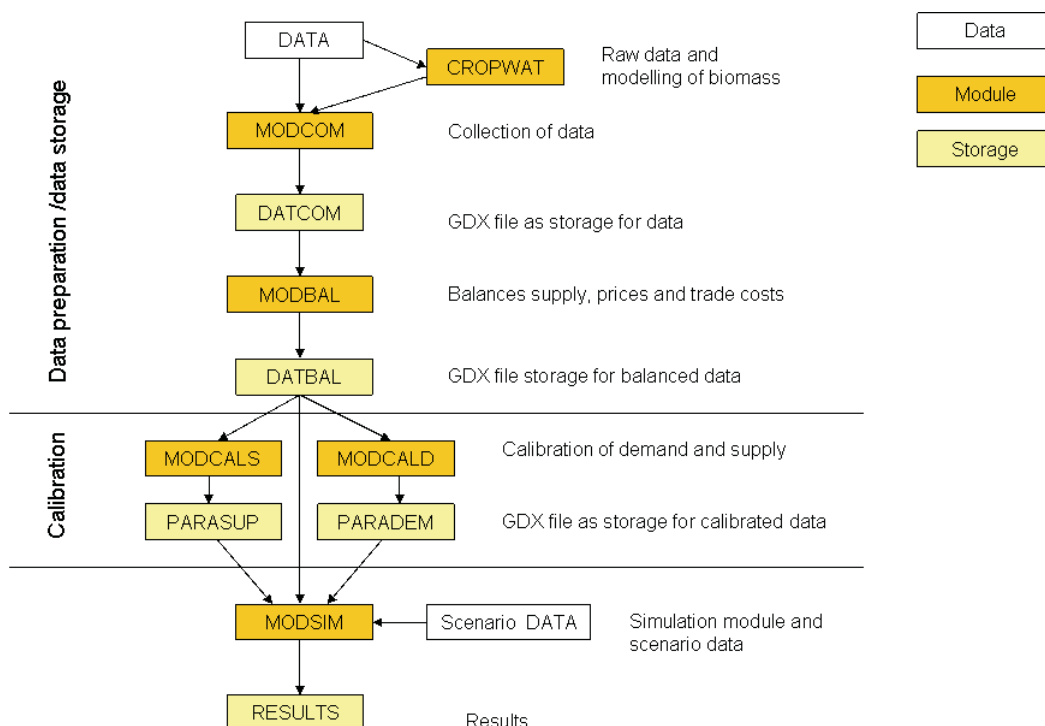 DATA
Data
CROPWAT
Raw data and
modelling of biomass
Module
MODCOM
Collection of data
Storage
Data preparation /data storage
DATCOM
GDX file as storage for data
MODBAL
Balances supply, prices and trade costs
DATBAL
GDX file storage for balanced data
Calibration
MODCALS
MODCALD
Calibration of demand and supply
PARASUP
PARADEM
GDX file as storage for calibrated data
MODSIM
Scenario DATA
Simulation module and
scenario data
RESULTS
Results